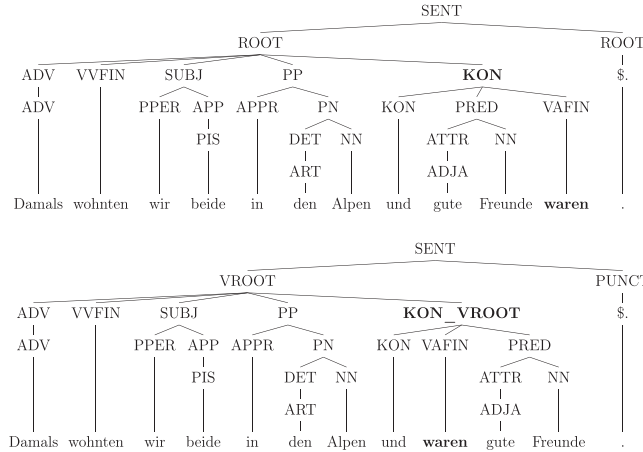 SENT
ROOT ROOT
ADV VVFIN SUBJ PP KON $.
ADV PPER APP APPR PN KON PRED VAFIN
PIS DET NN ATTR NN
ART ADJA
Damals wohnten wir beide in den Alpen und gute Freunde waren .
SENT
VROOT PUNCT
ADV VVFIN SUBJ PP KON_VROOT $.
ADV PPER APP APPR PN KON VAFIN PRED
PIS DET NN ATTR NN
ART ADJA
Damals wohnten wir beide in den Alpen und waren gute Freunde .